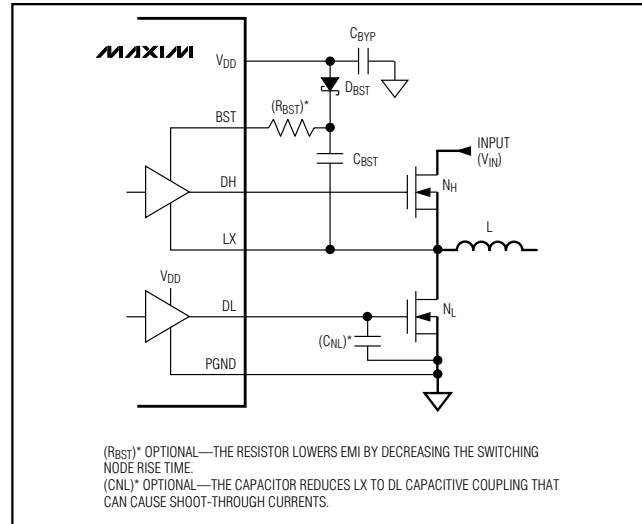 MAXIM
CBYP
VDD
DBST
(RBST)*
BST
INPUT
(VIN)
CBST
NH
DH
L
LX
VDD
DL
NL
(CNL)*
PGND
(RBST)* OPTIONAL—THE RESISTOR LOWERS EMI BY DECREASING THE SWITCHING
NODE RISE TIME.
(CNL)* OPTIONAL—THE CAPACITOR REDUCES LX TO DL CAPACITIVE COUPLING THAT
CAN CAUSE SHOOT-THROUGH CURRENTS.